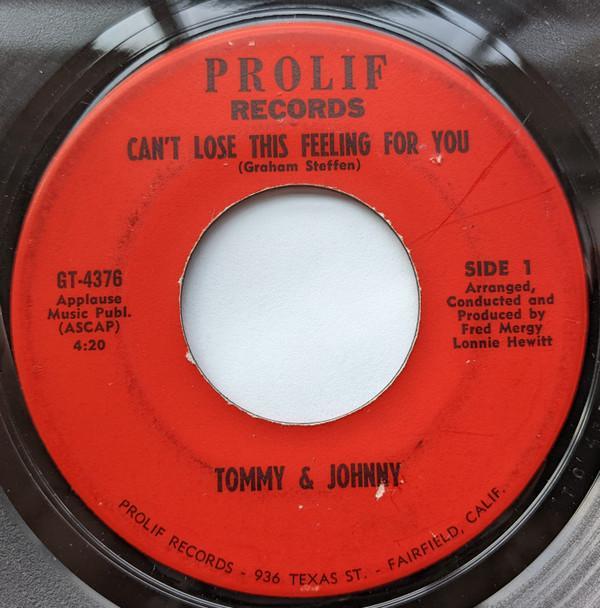 PROLIF
RECORDS
CAN'T LOSE THIS FEELING FOR YOU
(Graham Steffen)
GT-4376
Applause
Music Publ.
(ASCAP)
4:20
SIDE 1
Arranged,
Conducted and
Produced by
Fred Mergy
Lonnie Hewitt
TOMMY & JOHNNY
PROLIF RECORDS - 936 TEXAS ST. - FAIRFIELD, CALIF.